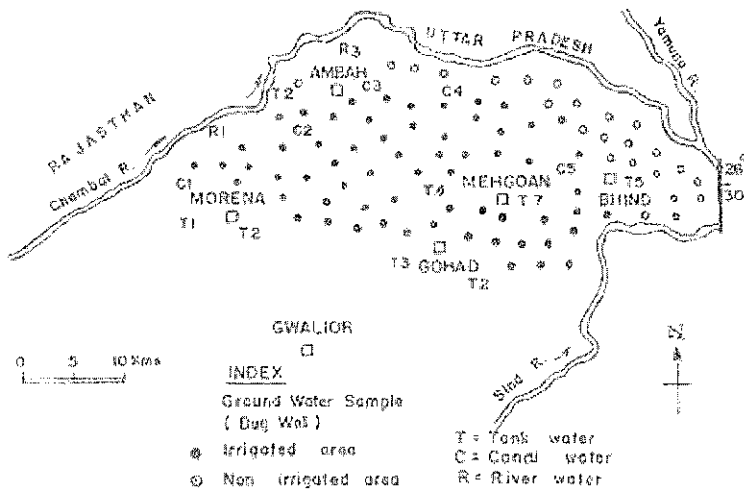 UTTAR PRADESH
Yamuna R.
R3
AMBAH
T2
C3
C4
RAJASTHAN
R1
C2
Chambal R.
C1
C5
26°
30
MORENA
T4
MEHGOAN
T7
T5
BHIND
T1
T2
T3
GOHAD
T2
GWALIOR
Sind R.
N
0 5 10 Kms
INDEX
Ground Water Sample
( Dug Well )
Irrigated area
Non irrigated area
T = Tank water
C = Canal water
R = River water